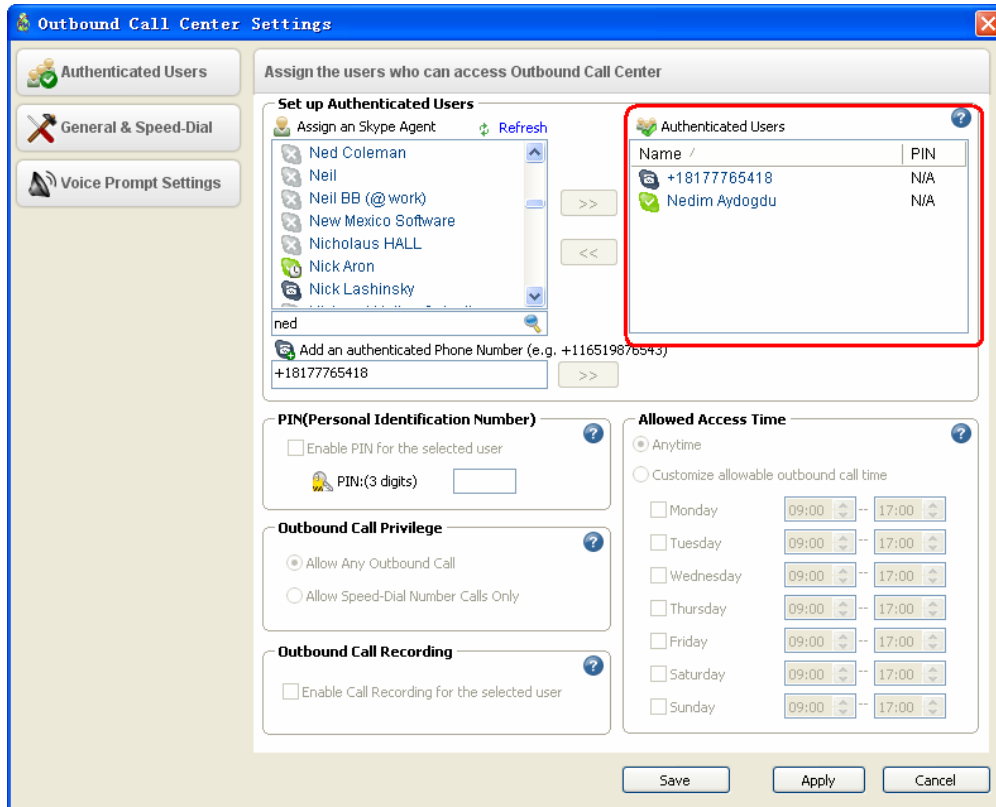 Outbound Call Center Settings
Authenticated Users
General & Speed-Dial
Voice Prompt Settings
Assign the users who can access Outbound Call Center
Set up Authenticated Users
Assign an Skype Agent
Refresh
Ned Coleman
Neil
Neil BB (@ work)
New Mexico Software
Nicholaus HALL
Nick Aron
Nick Lashinsky
ned
>>
<<
Authenticated Users
Name / PIN
+18177765418 N/A
Nedim Aydogdu N/A
Add an authenticated Phone Number (e.g. +116519876543)
+18177765418
>>
PIN(Personal Identification Number)
Enable PIN for the selected user
PIN:(3 digits)
Outbound Call Privilege
Allow Any Outbound Call
Allow Speed-Dial Number Calls Only
Outbound Call Recording
Enable Call Recording for the selected user
Allowed Access Time
Anytime
Customize allowable outbound call time
Monday 09:00 -- 17:00
Tuesday 09:00 -- 17:00
Wednesday 09:00 -- 17:00
Thursday 09:00 -- 17:00
Friday 09:00 -- 17:00
Saturday 09:00 -- 17:00
Sunday 09:00 -- 17:00
Save
Apply
Cancel